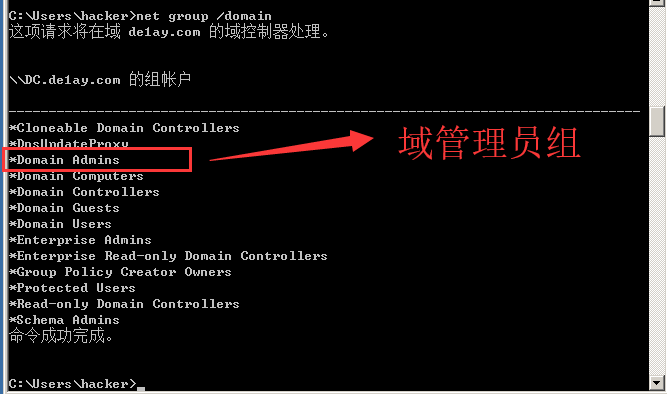 C:\Users\hacker>net group /domain
这项请求将在域 de1ay.com 的域控制器处理。
\\DC.de1ay.com 的组帐户
-------------------------------------------------------------------------------
*Cloneable Domain Controllers
*DnsUpdateProxy
*Domain Admins
域管理员组
*Domain Computers
*Domain Controllers
*Domain Guests
*Domain Users
*Enterprise Admins
*Enterprise Read-only Domain Controllers
*Group Policy Creator Owners
*Protected Users
*Read-only Domain Controllers
*Schema Admins
命令成功完成。
C:\Users\hacker>_